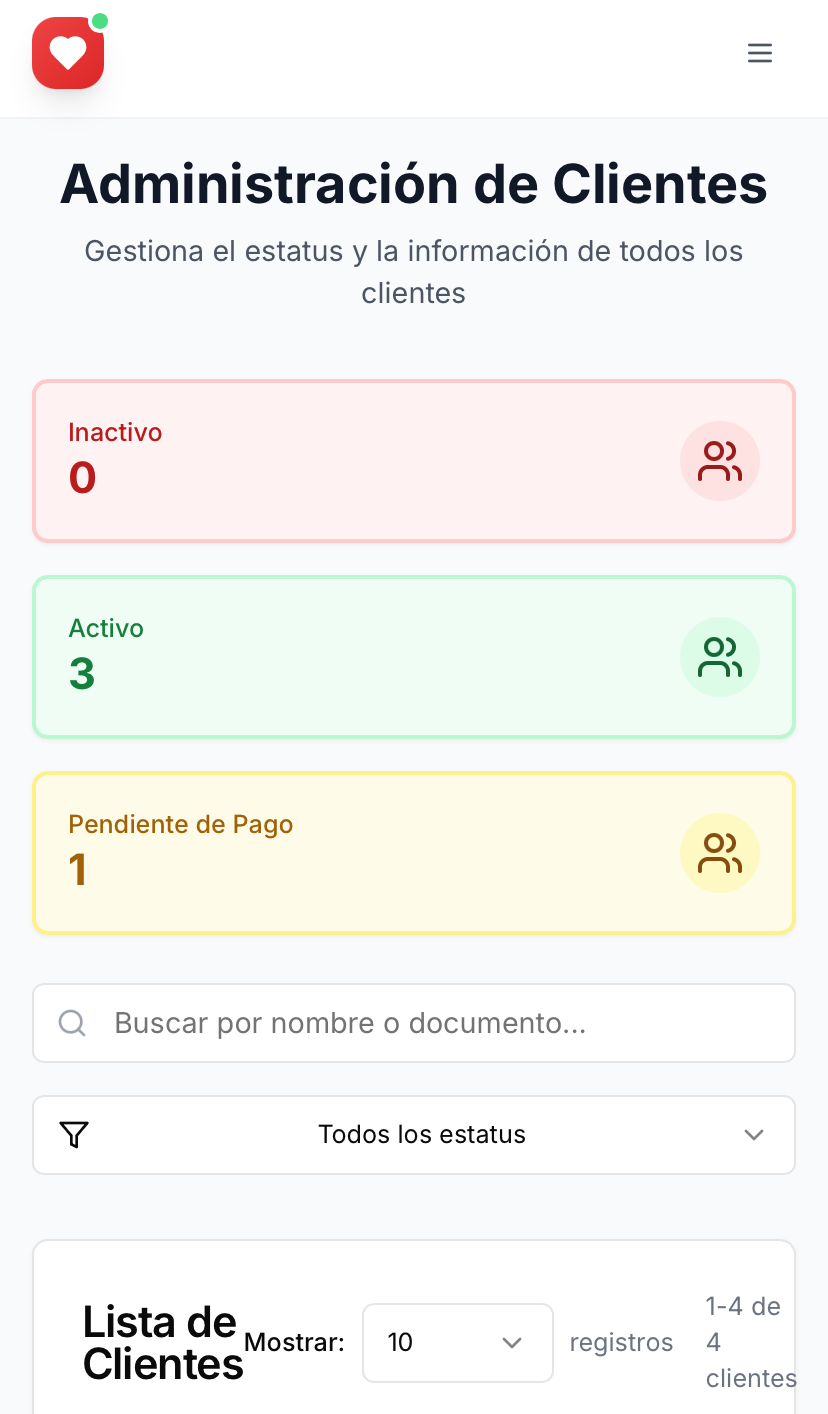 Administración de Clientes
Gestiona el estatus y la información de todos los
clientes
Inactivo
0
Activo
3
Pendiente de Pago
1
Buscar por nombre o documento...
Todos los estatus
Lista de
Clientes
Mostrar:
10
registros
1-4 de
4
clientes